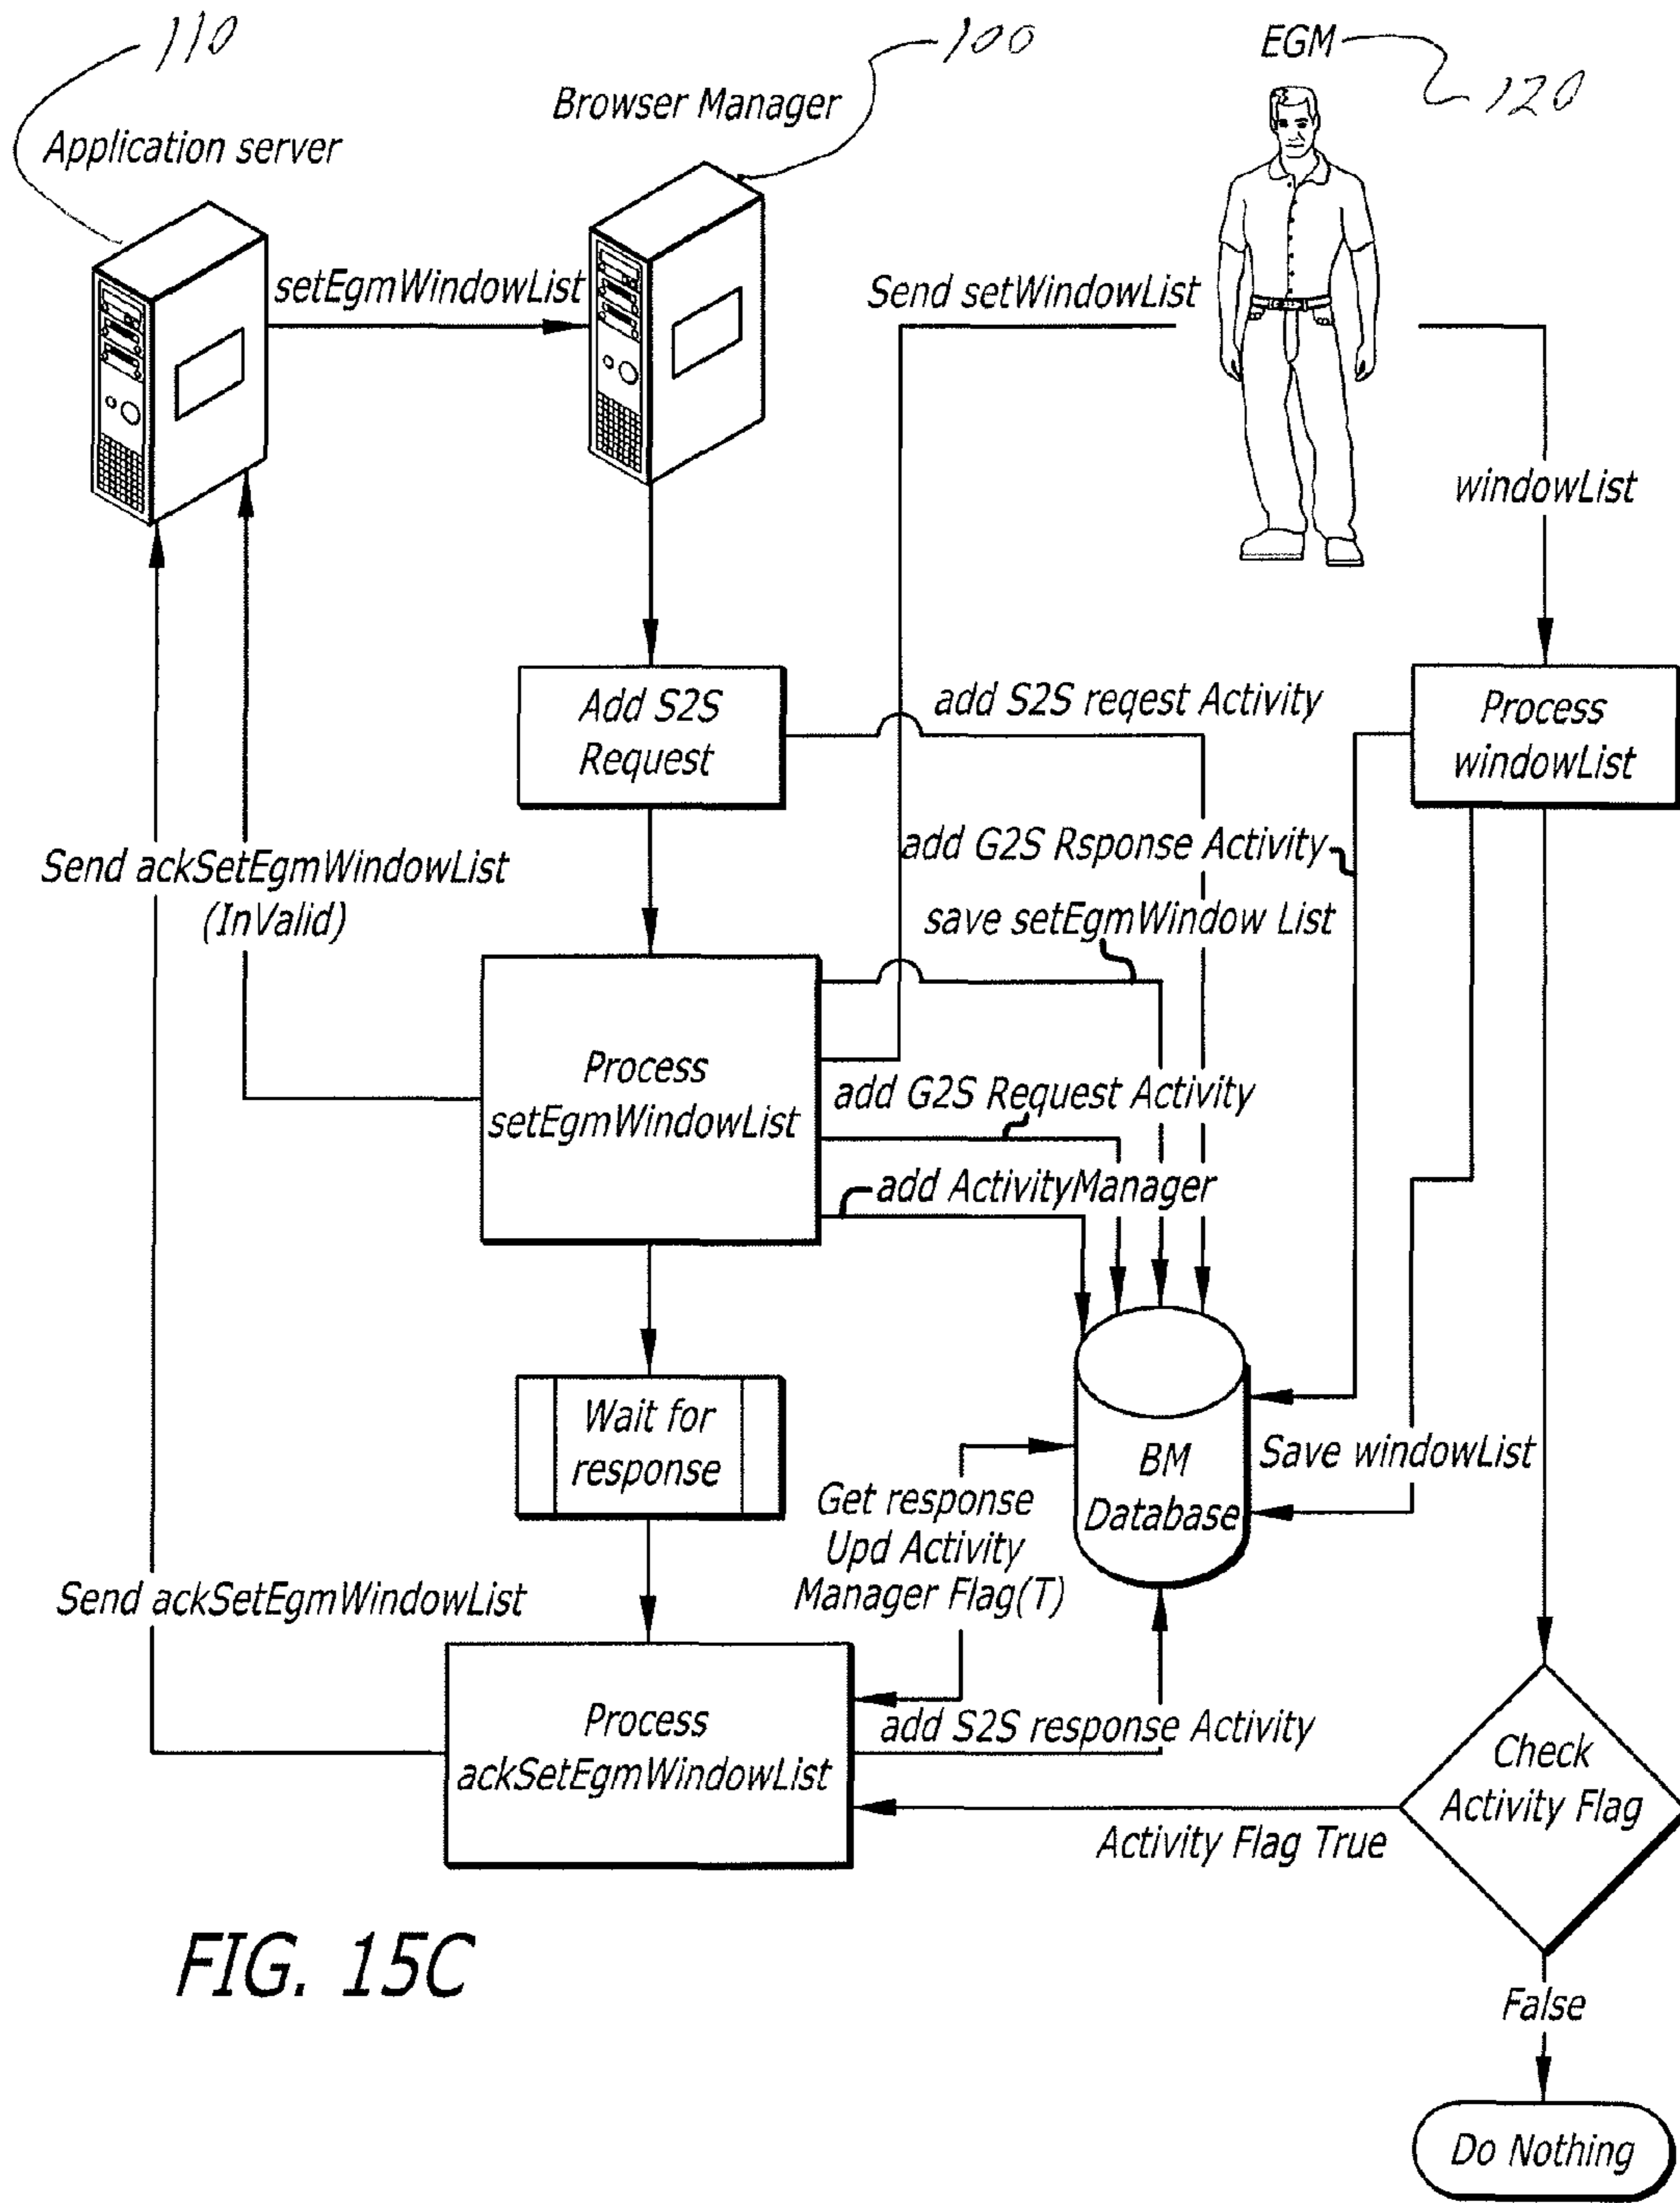 110
100
EGM
120
Browser Manager
Application server
setEgmWindowList
Send setWindowList
windowList
Add S2S
Request
add S2S reqest Activity
Process
windowList
add G2S Rsponse Activity
Send ackSetEgmWindowList
(InValid)
save setEgmWindow List
Process
setEgmWindowList
add G2S Request Activity
add ActivityManager
Wait for
response
BM
Database
Save windowList
Get response
Upd Activity
Manager Flag(T)
Send ackSetEgmWindowList
Process
ackSetEgmWindowList
add S2S response Activity
Check
Activity Flag
Activity Flag True
FIG. 15C
False
Do Nothing